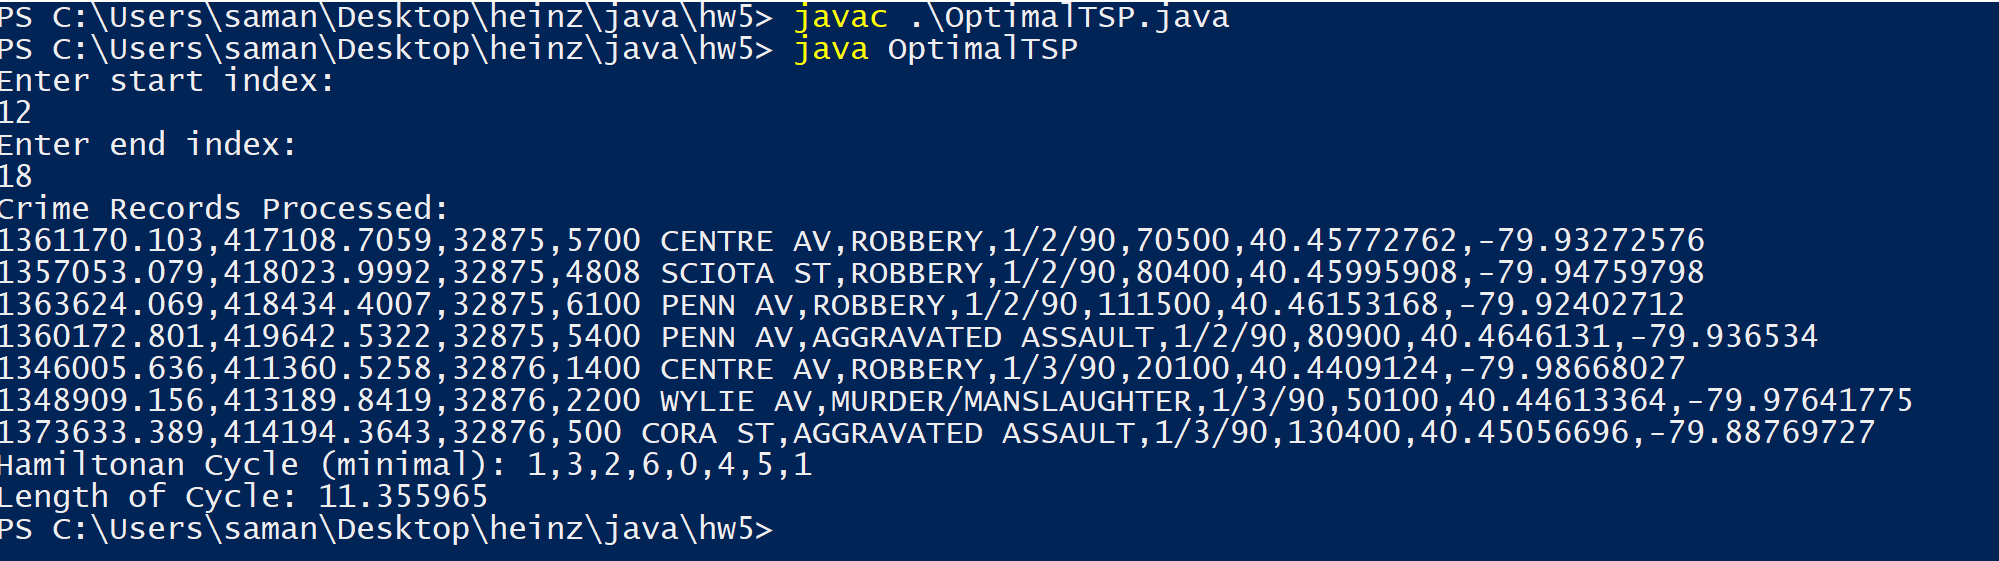 PS C:\Users\saman\Desktop\heinz\java\hw5> javac .\OptimalTSP.java
PS C:\Users\saman\Desktop\heinz\java\hw5> java OptimalTSP
Enter start index:
12
Enter end index:
18
Crime Records Processed:
1361170.103,417108.7059,32875,5700 CENTRE AV,ROBBERY,1/2/90,70500,40.45772762,-79.93272576
1357053.079,418023.9992,32875,4808 SCIOTA ST,ROBBERY,1/2/90,80400,40.45995908,-79.94759798
1363624.069,418434.4007,32875,6100 PENN AV,ROBBERY,1/2/90,111500,40.46153168,-79.92402712
1360172.801,419642.5322,32875,5400 PENN AV,AGGRAVATED ASSAULT,1/2/90,80900,40.4646131,-79.936534
1346005.636,411360.5258,32876,1400 CENTRE AV,ROBBERY,1/3/90,20100,40.4409124,-79.98668027
1348909.156,413189.8419,32876,2200 WYLIE AV,MURDER/MANSLAUGHTER,1/3/90,50100,40.44613364,-79.97641775
1373633.389,414194.3643,32876,500 CORA ST,AGGRAVATED ASSAULT,1/3/90,130400,40.45056696,-79.88769727
Hamiltonan Cycle (minimal): 1,3,2,6,0,4,5,1
Length of Cycle: 11.355965
PS C:\Users\saman\Desktop\heinz\java\hw5>